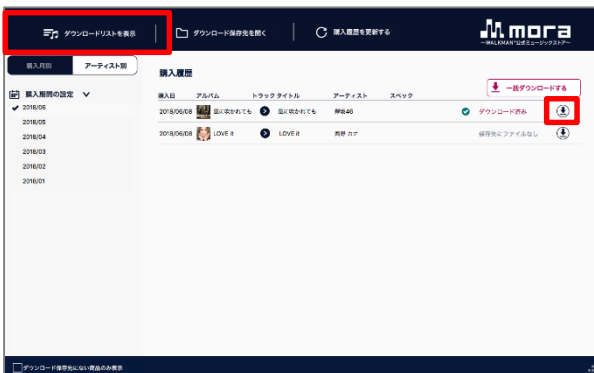 ダウンロードリストを表示
ダウンロード保存先を開く
購入履歴を更新する
mora
~WALKMAN®公式ミュージックストア~
購入月別
アーティスト別
購入期間の設定
2018/06
2018/05
2018/04
2018/03
2018/02
2018/01
購入履歴
一括ダウンロードする
購入日 アルバム トラックタイトル アーティスト スペック
2018/06/08 風に吹かれても 風に吹かれても 欅坂46 ダウンロード済み
2018/06/08 LOVE it LOVE it 西野 カナ 保存先にファイルなし
ダウンロード保存先にない商品のみ表示